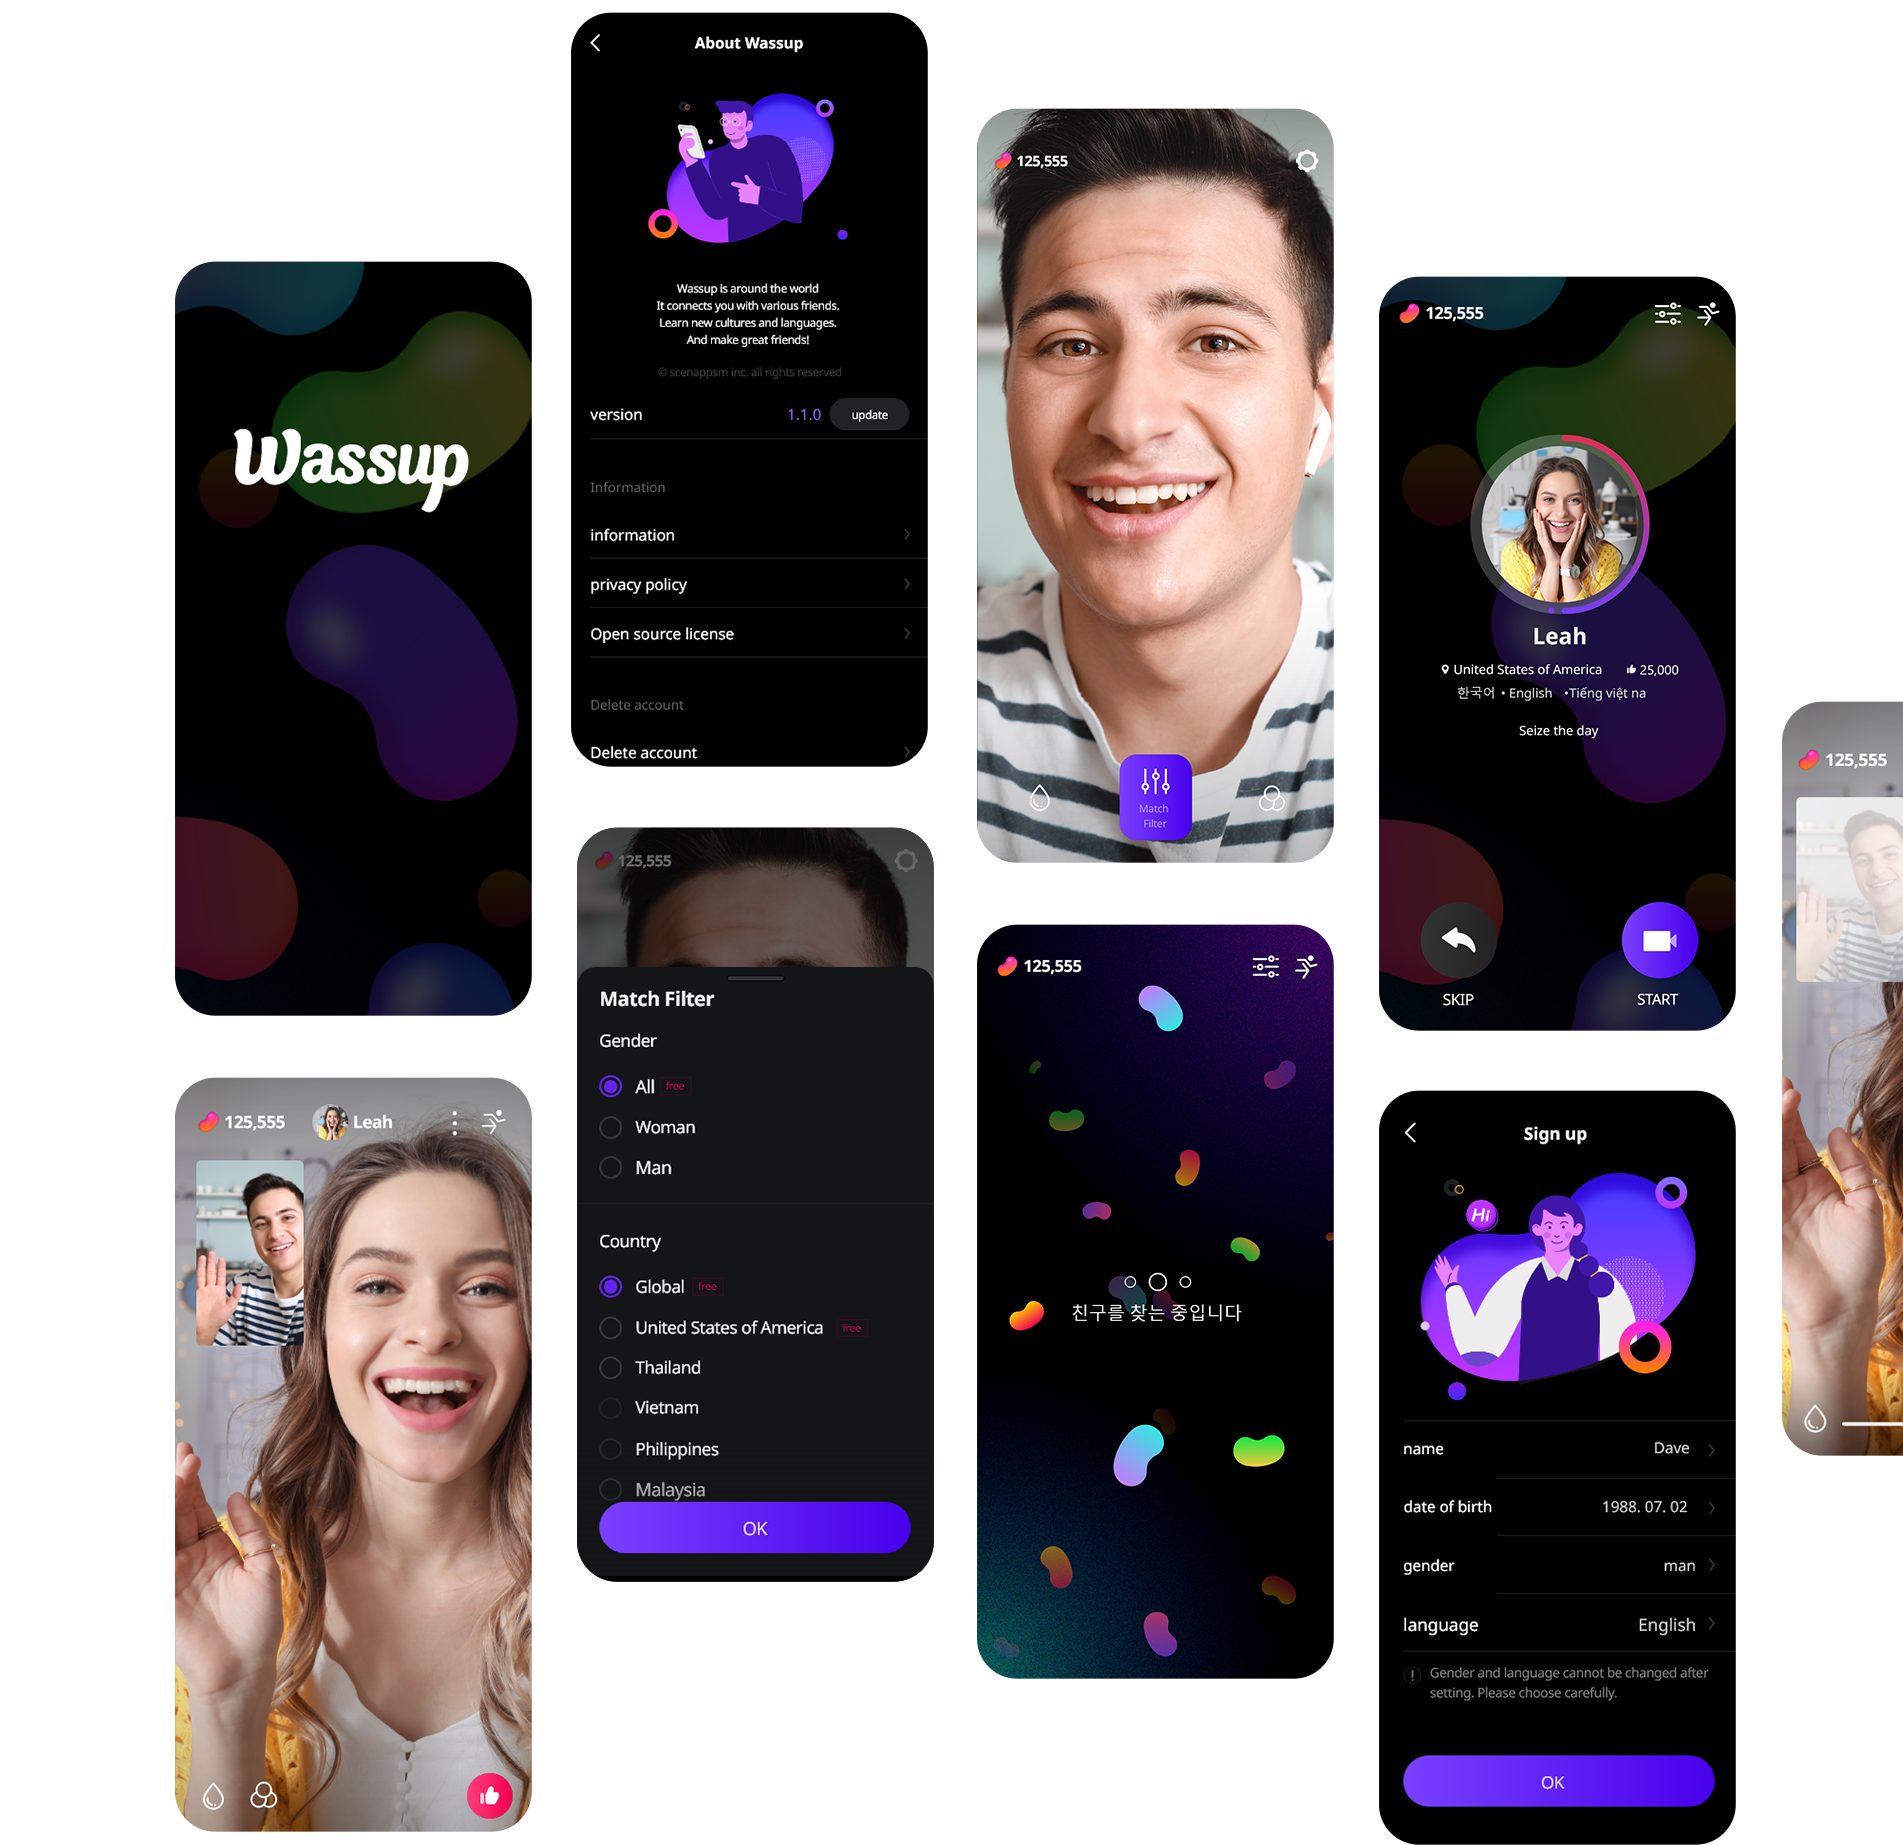 Wassup
125,555
Leah
About Wassup
Wassup is around the world
It connects you with various friends.
Learn new cultures and languages.
And make great friends!
© scenappsm inc. all rights reserved
version 1.1.0 update
Information
information
privacy policy
Open source license
Delete account
Delete account
125,555
Match Filter
Gender
All free
Woman
Man
Country
Global free
United States of America free
Thailand
Vietnam
Philippines
Malaysia
OK
125,555
Match
Filter
125,555
친구를 찾는 중입니다
125,555
Leah
United States of America 25,000
한국어 • English •Tiếng việt na
Seize the day
SKIP START
Sign up
Hi
name Dave
date of birth 1988. 07. 02
gender man
language English
! Gender and language cannot be changed after
setting. Please choose carefully.
OK
125,555